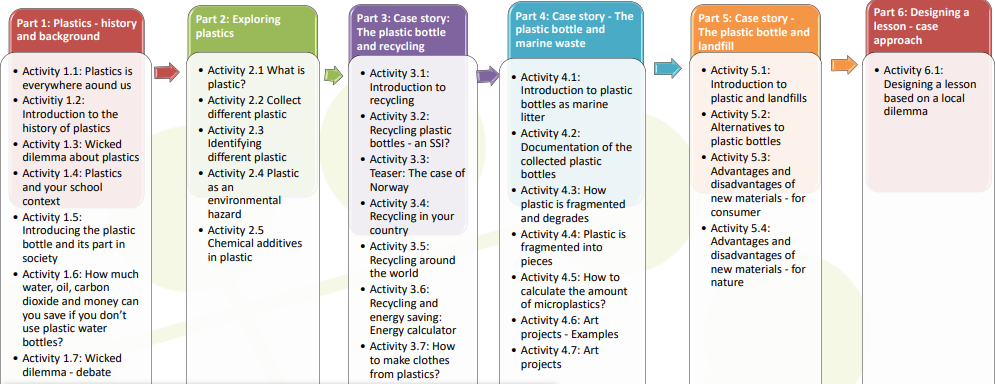 Part 1: Plastics - history
and background
• Activity 1.1: Plastics is
everywhere aound us
• Activity 1.2:
Introduction to the
history of plastics
• Activity 1.3: Wicked
dilemma about plastics
• Activity 1.4: Plastics
and your school
context
• Activity 1.5:
Introducing the plastic
bottle and its part in
society
• Activity 1.6: How much
water, oil, carbon
dioxide and money can
you save if you don't
use plastic water
bottles?
• Activity 1.7: Wicked
dilemma - debate
Part 2: Exploring
plastics
• Activity 2.1 What is
plastic?
• Activity 2.2 Collect
different plastic
• Activity 2.3
Identifying
different plastic
• Activity 2.4 Plastic
as an
environmental
hazard
• Activity 2.5
Chemical additives
in plastic
Part 3: Case story:
The plastic bottle
and recycling
• Activity 3.1:
Introduction to
recycling
• Activity 3.2:
Recycling plastic
bottles - an SSI?
• Activity 3.3:
Teaser: The case of
Norway
• Activity 3.4:
Recycling in your
country
• Activity 3.5:
Recycling around
the world
• Activity 3.6:
Recycling and
energy saving:
Energy calculator
• Activity 3.7: How
to make clothes
from plastics?
Part 4: Case story - The
plastic bottle and
marine waste
• Activity 4.1:
Introduction to plastic
bottles as marine
litter
• Activity 4.2:
Documentation of the
collected plastic
bottles
• Activity 4.3: How
plastic is fragmented
and degrades
• Activity 4.4: Plastic is
fragmented into
pieces
• Activity 4.5: How to
calculate the amount
of microplastics?
• Activity 4.6: Art
projects - Examples
• Activity 4.7: Art
projects
Part 5: Case story -
The plastic bottle and
landfill
• Activity 5.1:
Introduction to
plastic and landfills
• Activity 5.2:
Alternatives to
plastic bottles
• Activity 5.3:
Advantages and
disadvantages of
new materials - for
consumer
• Activity 5.4:
Advantages and
disadvantages of
new materials - for
nature
Part 6: Designing a
lesson - case
approach
• Activity 6.1:
Designing a lesson
based on a local
dilemma